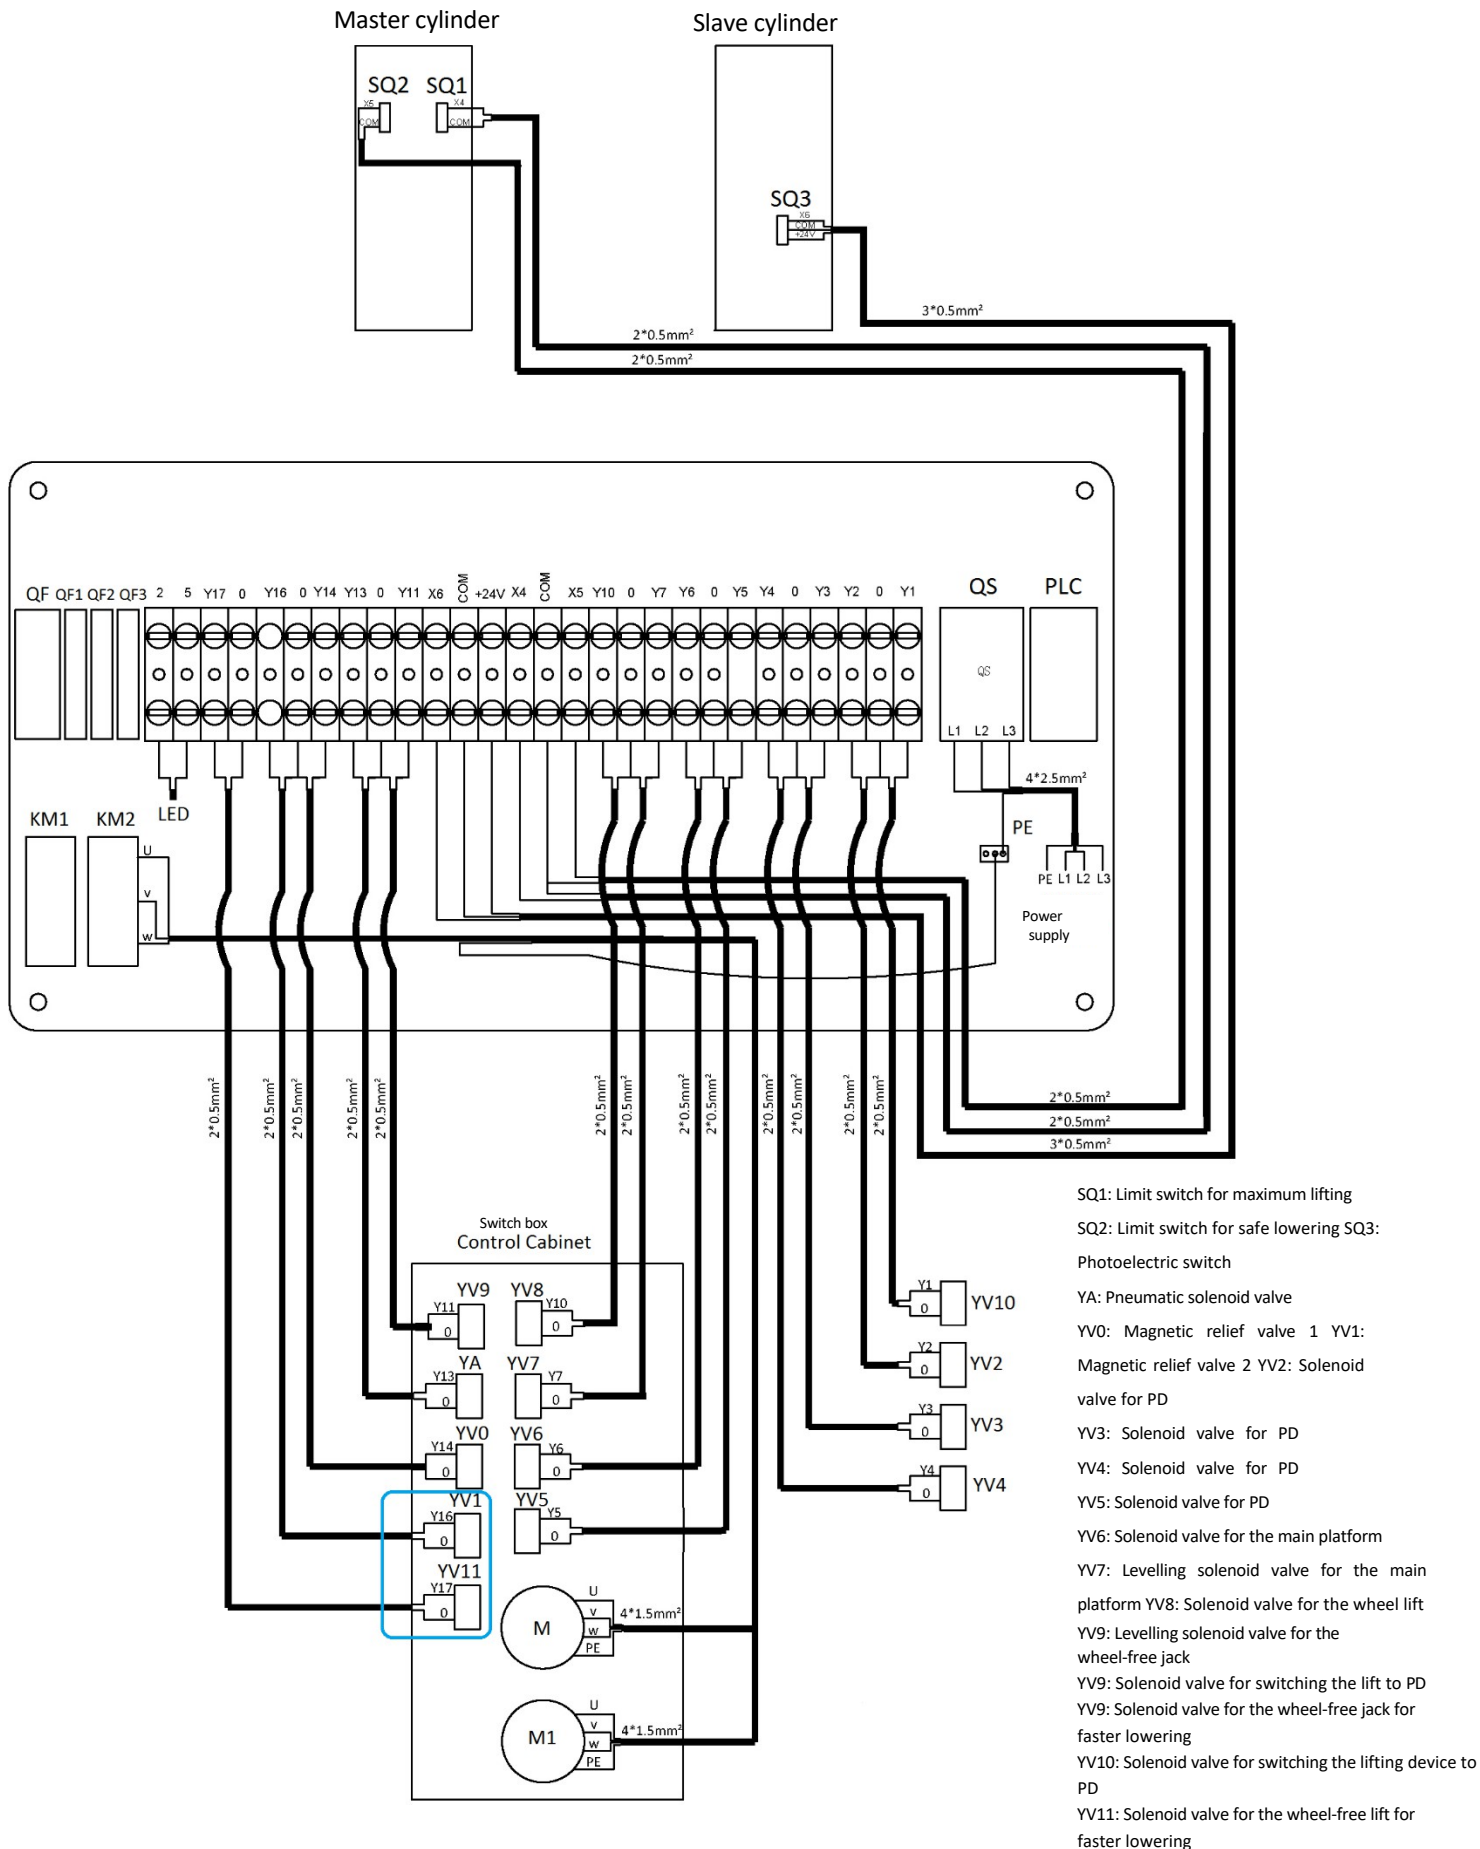 Master cylinder
Slave cylinder
SQ2 SQ1
X5
COM
X4
COM
SQ3
X6
COM
+24V
3*0.5mm²
2*0.5mm²
2*0.5mm²
QF QF1 QF2 QF3 2 5 Y17 0 Y16 0 Y14 Y13 0 Y11 X6 COM +24V X4 COM X5 Y10 0 Y7 Y6 0 Y5 Y4 0 Y3 Y2 0 Y1 QS PLC
QS
L1 L2 L3
4*2.5mm²
LED
KM1 KM2
U
V
W
PE
PE L1 L2 L3
Power
supply
2*0.5mm² 2*0.5mm² 2*0.5mm² 2*0.5mm² 2*0.5mm² 2*0.5mm² 2*0.5mm² 2*0.5mm² 2*0.5mm² 2*0.5mm² 2*0.5mm² 2*0.5mm² 2*0.5mm²
2*0.5mm²
2*0.5mm²
3*0.5mm²
Switch box
Control Cabinet
YV9 YV8
Y11 Y10
0 0
YA YV7
Y13 Y7
0 0
YV0 YV6
Y14 Y6
0 0
YV1 YV5
Y16 Y5
0 0
YV11
Y17
0
M
U
V
W
PE
4*1.5mm²
M1
U
V
W
PE
4*1.5mm²
Y1
0
YV10
Y2
0
YV2
Y3
0
YV3
Y4
0
YV4
SQ1: Limit switch for maximum lifting
SQ2: Limit switch for safe lowering SQ3:
Photoelectric switch
YA: Pneumatic solenoid valve
YV0: Magnetic relief valve 1 YV1:
Magnetic relief valve 2 YV2: Solenoid
valve for PD
YV3: Solenoid valve for PD
YV4: Solenoid valve for PD
YV5: Solenoid valve for PD
YV6: Solenoid valve for the main platform
YV7: Levelling solenoid valve for the main
platform YV8: Solenoid valve for the wheel lift
YV9: Levelling solenoid valve for the
wheel-free jack
YV9: Solenoid valve for switching the lift to PD
YV9: Solenoid valve for the wheel-free jack for
faster lowering
YV10: Solenoid valve for switching the lifting device to
PD
YV11: Solenoid valve for the wheel-free lift for
faster lowering